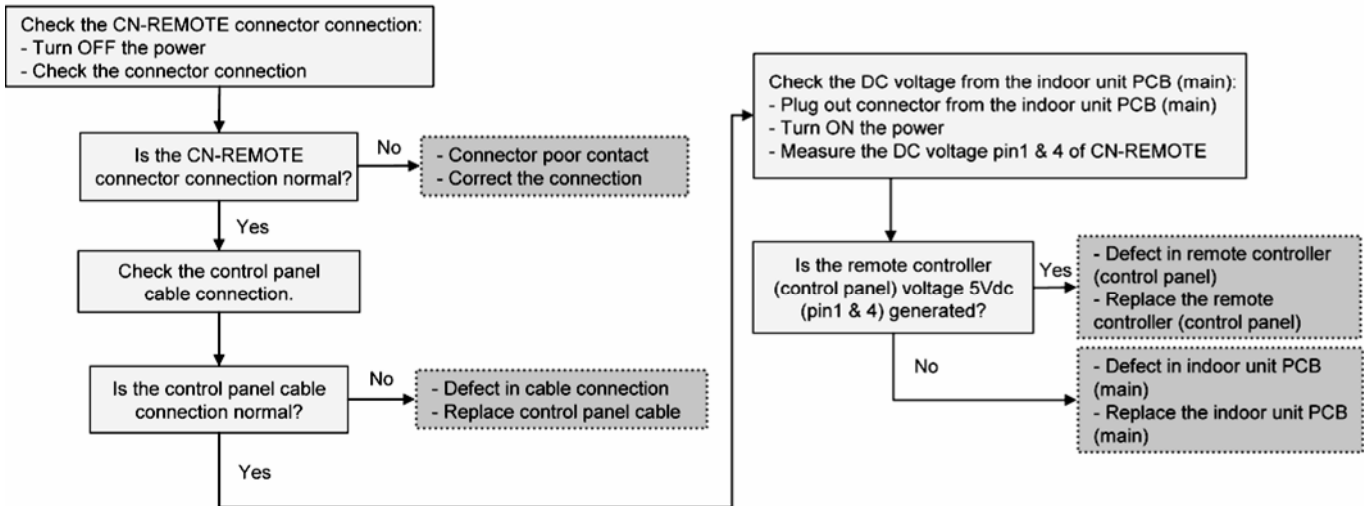 Check the CN-REMOTE connector connection:
- Turn OFF the power
- Check the connector connection
Is the CN-REMOTE
connector connection normal?
No
- Connector poor contact
- Correct the connection
Yes
Check the control panel
cable connection.
Is the control panel cable
connection normal?
No
- Defect in cable connection
- Replace control panel cable
Yes
Check the DC voltage from the indoor unit PCB (main):
- Plug out connector from the indoor unit PCB (main)
- Turn ON the power
- Measure the DC voltage pin1 & 4 of CN-REMOTE
Is the remote controller
(control panel) voltage 5Vdc
(pin1 & 4) generated?
Yes
- Defect in remote controller
(control panel)
- Replace the remote
controller (control panel)
No
- Defect in indoor unit PCB
(main)
- Replace the indoor unit PCB
(main)